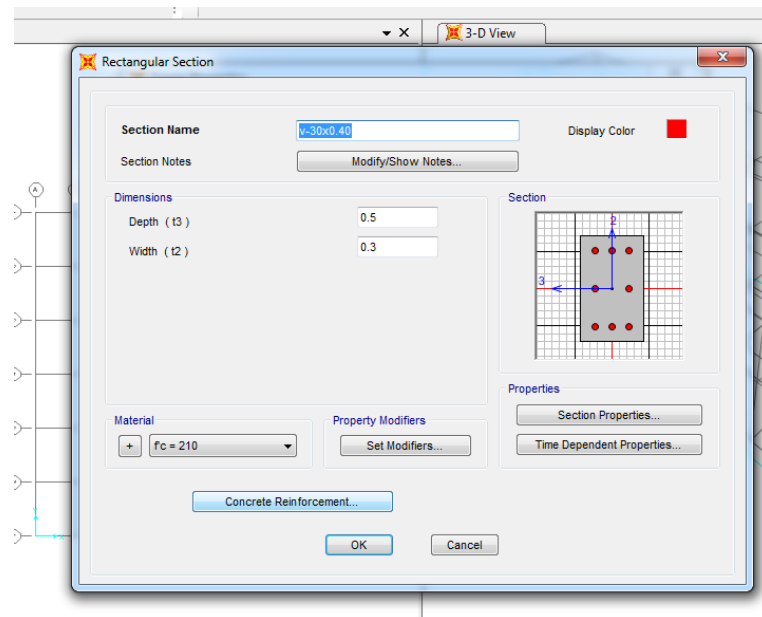 3-D View
Rectangular Section
Section Name
v-30x0.40
Display Color
Section Notes
Modify/Show Notes...
Dimensions
Depth ( t3 )
0.5
Width ( t2 )
0.3
Section
2
3
Properties
Section Properties...
Time Dependent Properties...
Material
+
f'c = 210
Property Modifiers
Set Modifiers...
Concrete Reinforcement...
OK
Cancel
A